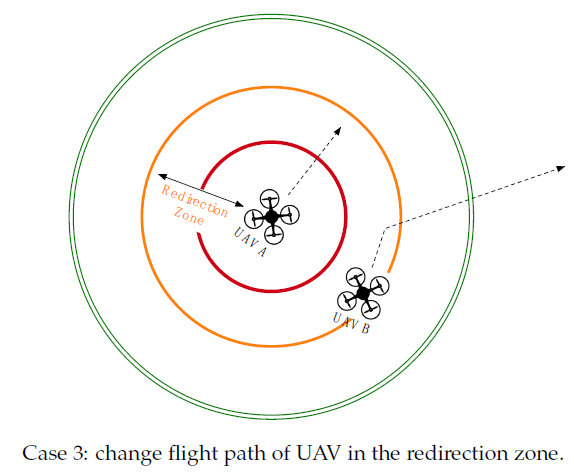 Redirection
Zone
UAV A
UAV B
Case 3: change flight path of UAV in the redirection zone.